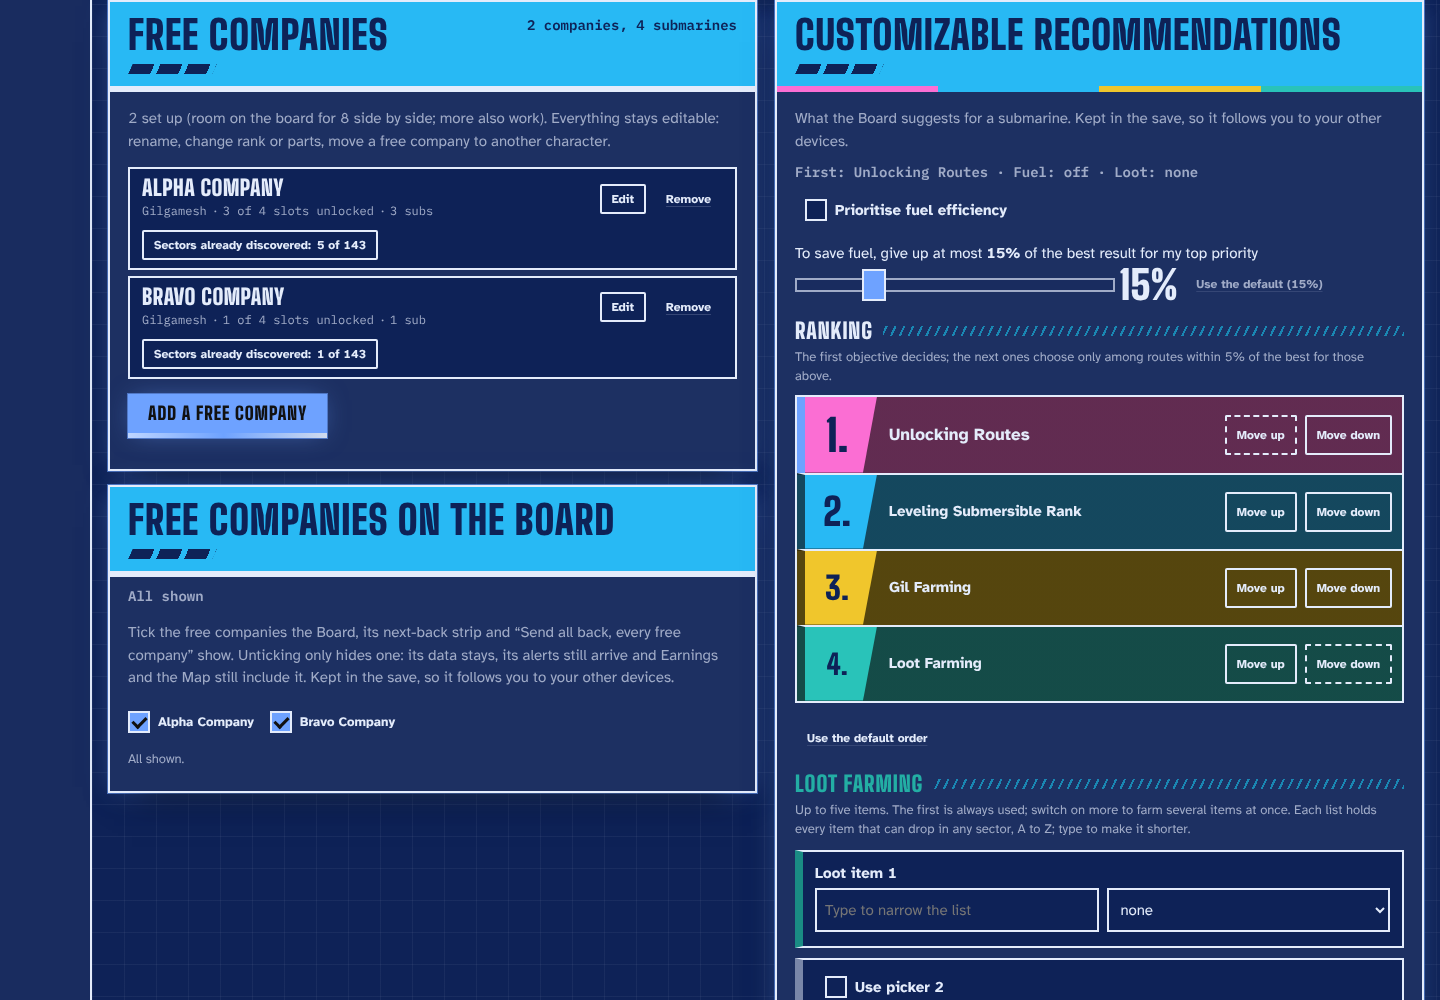 FREE COMPANIES
2 companies, 4 submarines
2 set up (room on the board for 8 side by side; more also work). Everything stays editable:
rename, change rank or parts, move a free company to another character.
ALPHA COMPANY
Gilgamesh · 3 of 4 slots unlocked · 3 subs
Edit
Remove
Sectors already discovered: 5 of 143
BRAVO COMPANY
Gilgamesh · 1 of 4 slots unlocked · 1 sub
Edit
Remove
Sectors already discovered: 1 of 143
ADD A FREE COMPANY
FREE COMPANIES ON THE BOARD
All shown
Tick the free companies the Board, its next-back strip and “Send all back, every free
company” show. Unticking only hides one: its data stays, its alerts still arrive and Earnings
and the Map still include it. Kept in the save, so it follows you to your other devices.
Alpha Company
Bravo Company
All shown.
CUSTOMIZABLE RECOMMENDATIONS
What the Board suggests for a submarine. Kept in the save, so it follows you to your other
devices.
First: Unlocking Routes · Fuel: off · Loot: none
Prioritise fuel efficiency
To save fuel, give up at most 15% of the best result for my top priority
15%
Use the default (15%)
RANKING
The first objective decides; the next ones choose only among routes within 5% of the best for those
above.
1.
Unlocking Routes
Move up
Move down
2.
Leveling Submersible Rank
Move up
Move down
3.
Gil Farming
Move up
Move down
4.
Loot Farming
Move up
Move down
Use the default order
LOOT FARMING
Up to five items. The first is always used; switch on more to farm several items at once. Each list holds
every item that can drop in any sector, A to Z; type to make it shorter.
Loot item 1
Type to narrow the list
none
Use picker 2